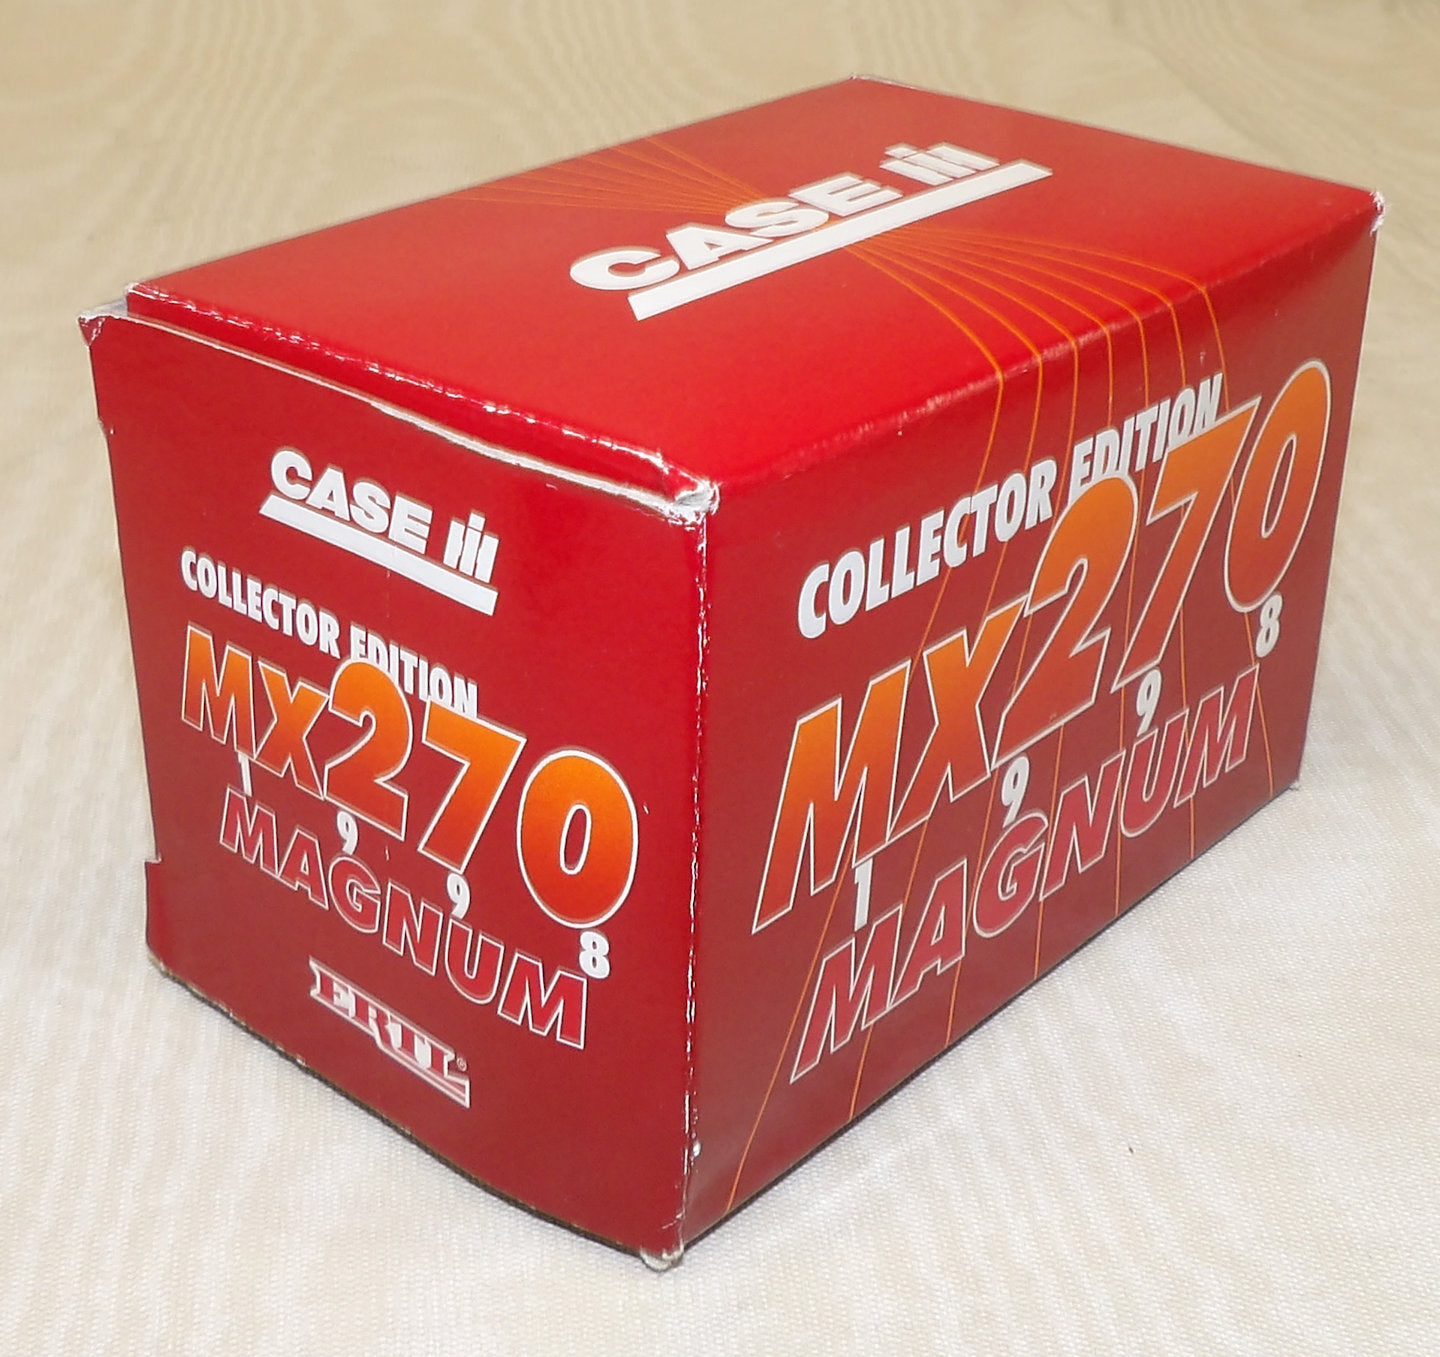 CASE IH
CASE IH
COLLECTOR EDITION
MX270
1998
MAGNUM
ERTL®
COLLECTOR EDITION
MX270
1998
MAGNUM